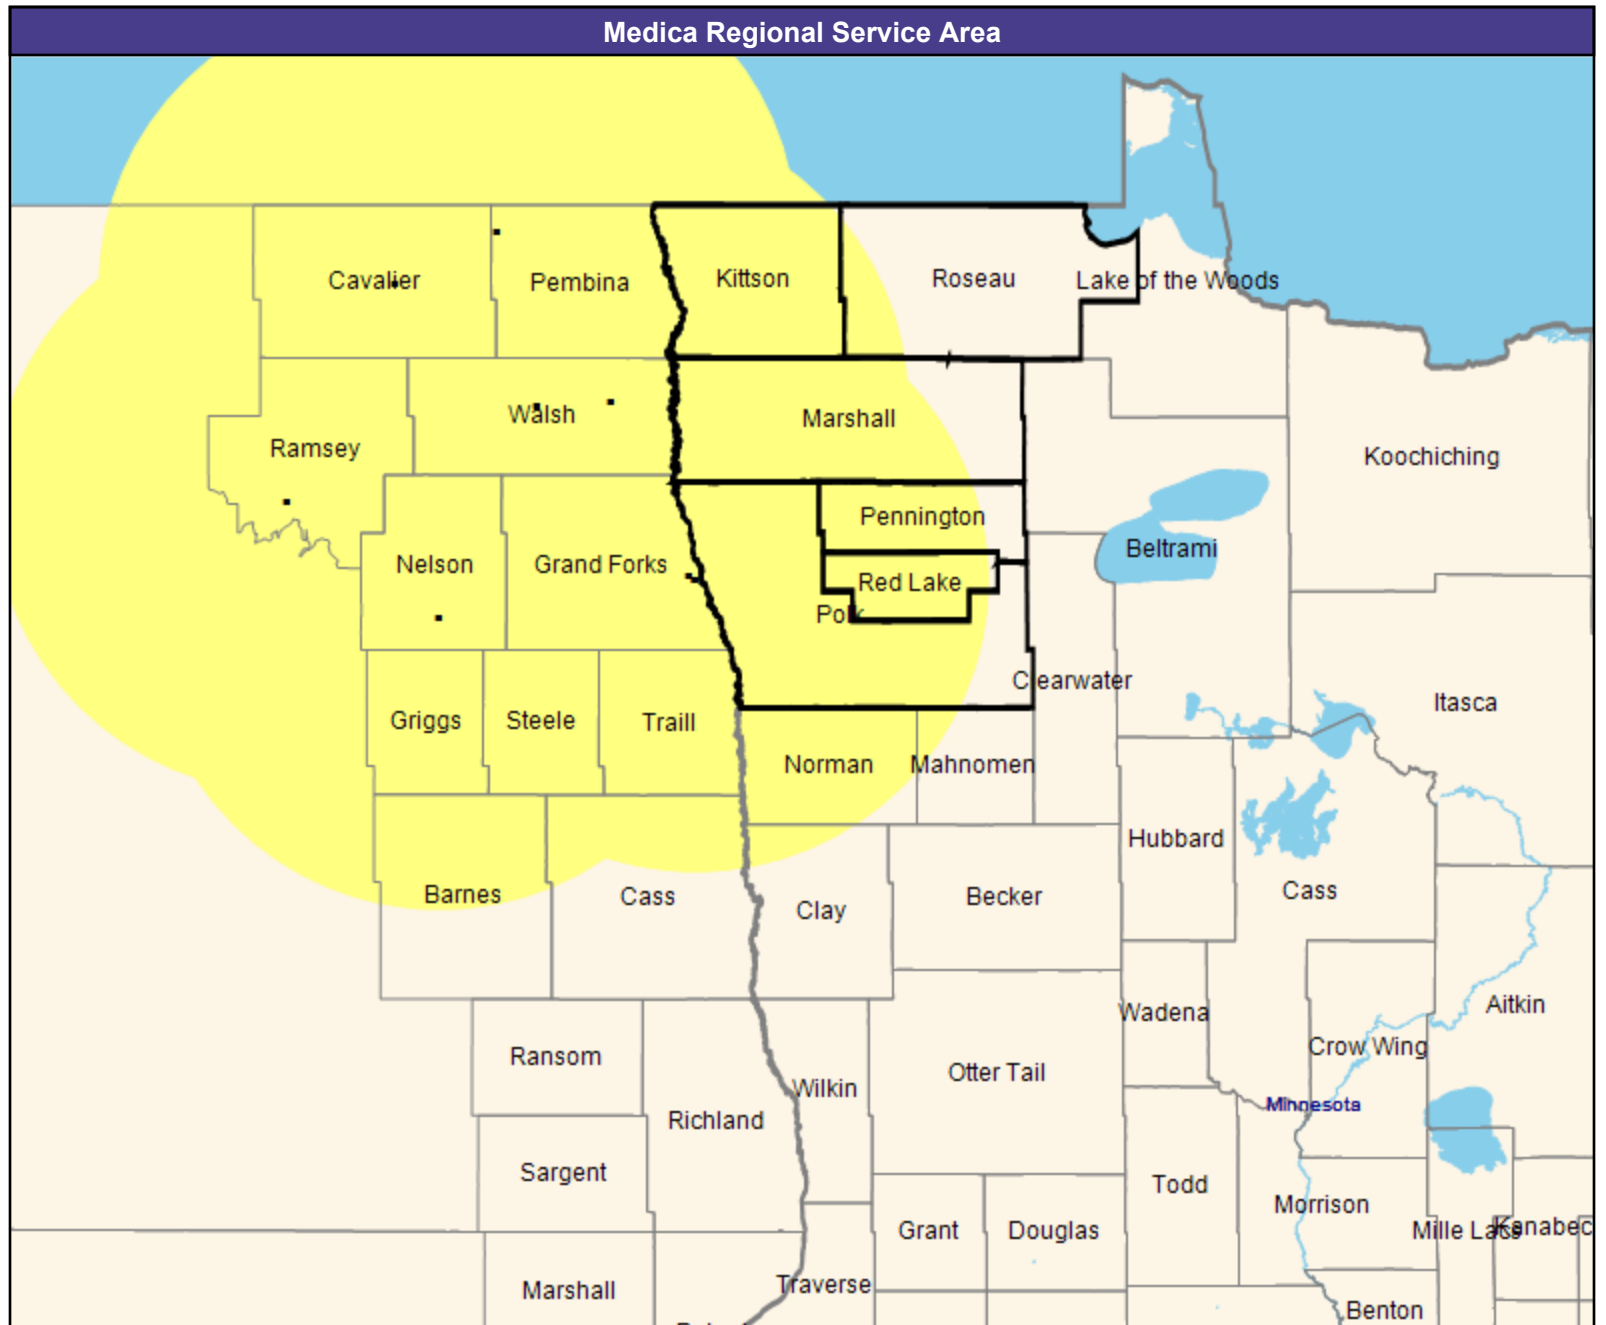 Medica Regional Service Area
Cavalier
Pembina
Kittson
Roseau
Lake of the Woods
Walsh
Marshall
Ramsey
Koochiching
Pennington
Beltrami
Nelson
Grand Forks
Red Lake
Polk
Clearwater
Itasca
Griggs
Steele
Traill
Norman
Mahnomen
Hubbard
Cass
Barnes
Cass
Clay
Becker
Wadena
Aitkin
Crow Wing
Ransom
Otter Tail
Wilkin
Minnesota
Richland
Sargent
Todd
Morrison
Grant
Douglas
Mille Lacs
Kanabec
Marshall
Traverse
Benton